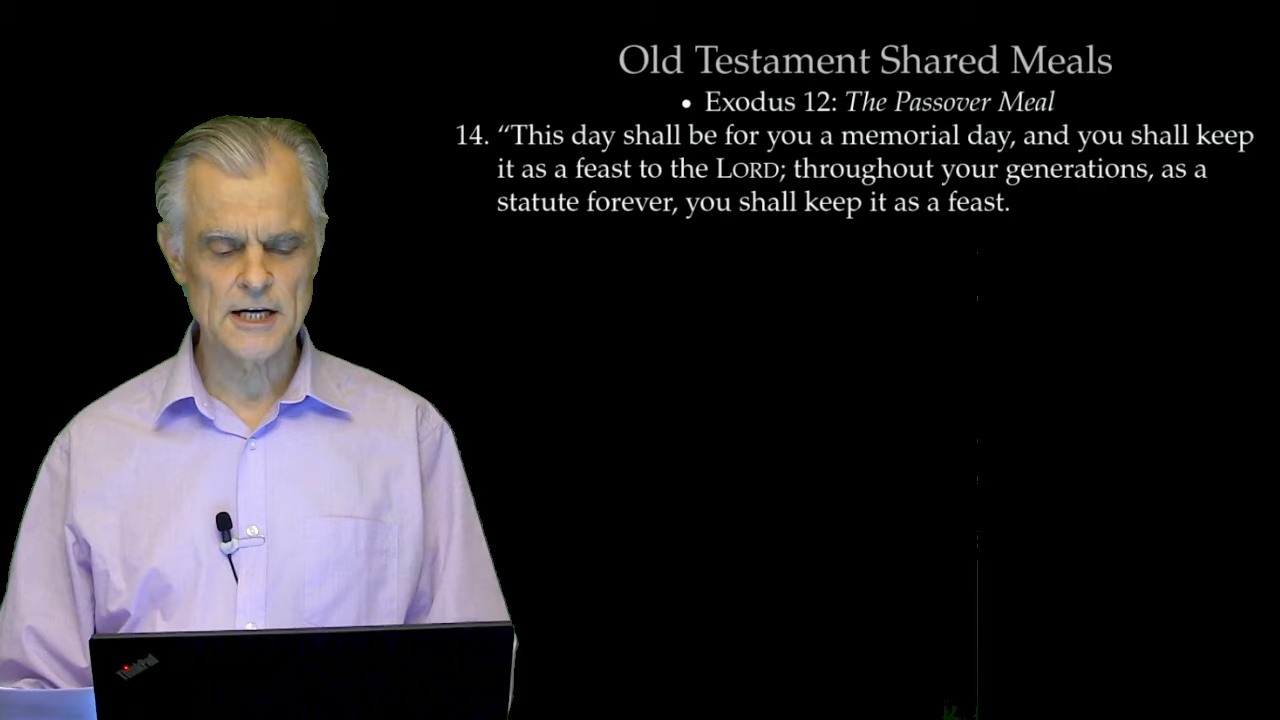 Old Testament Shared Meals
• Exodus 12: The Passover Meal
14. “This day shall be for you a memorial day, and you shall keep
it as a feast to the LORD; throughout your generations, as a
statute forever, you shall keep it as a feast.
ThinkPad